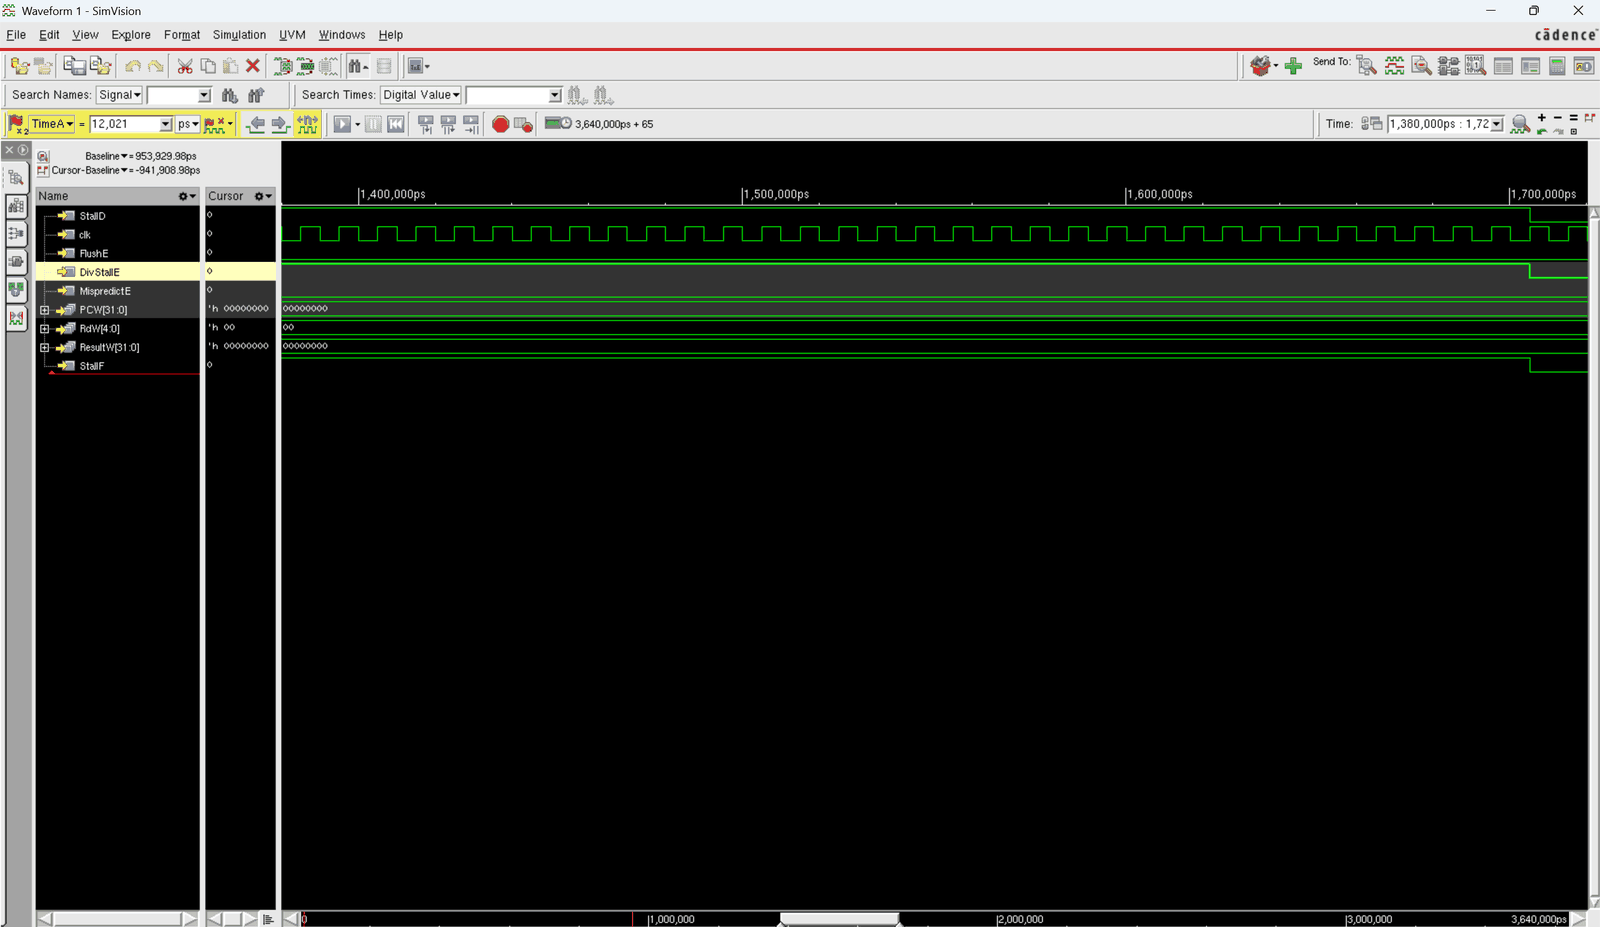 Waveform 1 - SimVision
File Edit View Explore Format Simulation UVM Windows Help
cādence
Send To:
Search Names: Signal Search Times: Digital Value
TimeA = 12,021 ps 3,640,000ps + 65 Time: 1,380,000ps : 1,72
Baseline = 953,929.98ps
Cursor-Baseline = -941,908.98ps
Name Cursor 1,400,000ps 1,500,000ps 1,600,000ps 1,700,000ps
StallD 0
clk 0
FlushE 0
DivStallE 0
MispredictE 0
PCW[31:0] 'h 00000000 00000000
RdW[4:0] 'h 00 00
ResultW[31:0] 'h 00000000 00000000
StallF 0
0 1,000,000 2,000,000 3,000,000 3,640,000ps